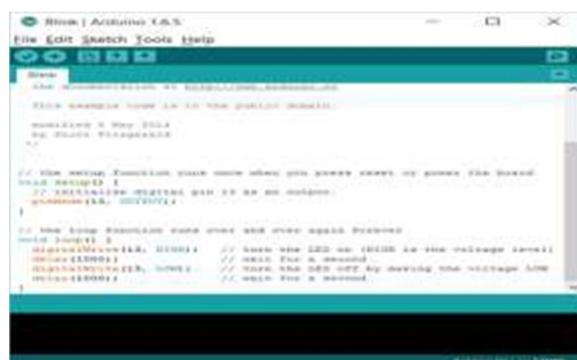 Blink | Arduino 1.6.5
File Edit Sketch Tools Help
Blink
the documentation at
This example code is in the public domain.
modified 8 May 2014
by Scott Fitzgerald
*/
// the setup function runs once when you press reset or power the board
void setup() {
// initialize digital pin 13 as an output.
pinMode(13, OUTPUT);
}
// the loop function runs over and over again forever
void loop() {
digitalWrite(13, HIGH); // turn the LED on (HIGH is the voltage level)
delay(1000); // wait for a second
digitalWrite(13, LOW); // turn the LED off by making the voltage LOW
delay(1000); // wait for a second
}